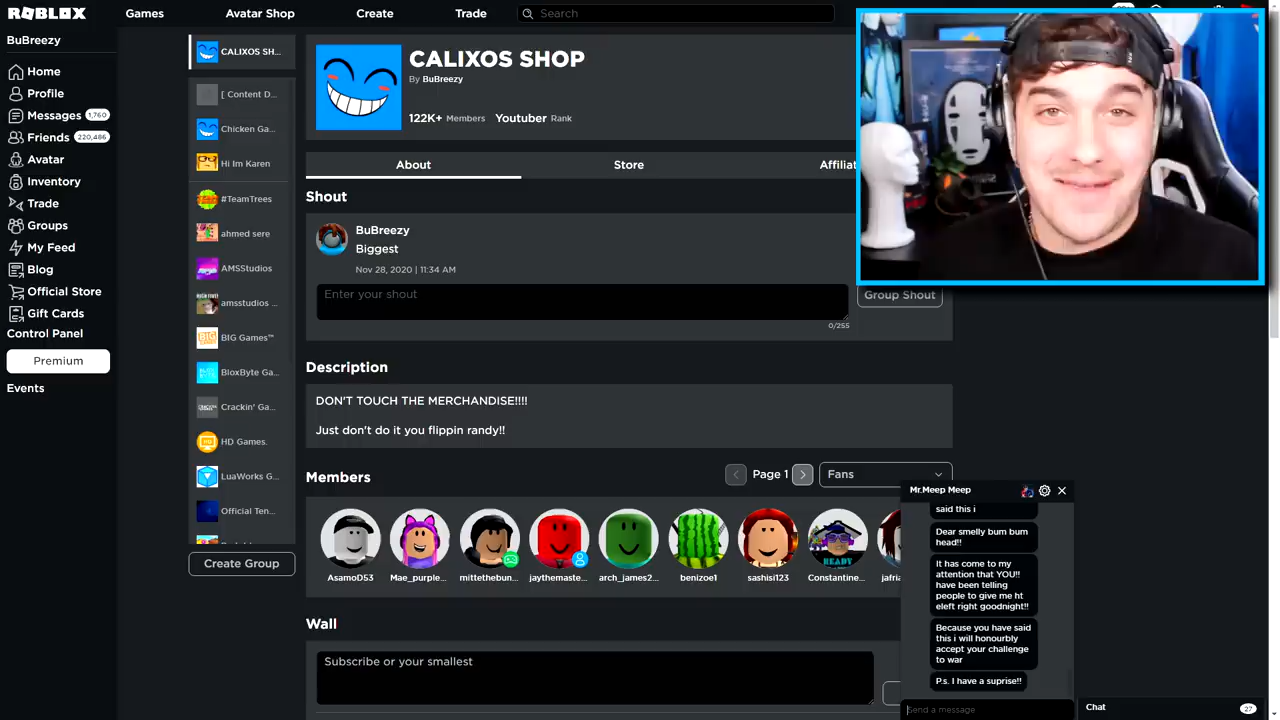 ROBLOX
Games
Avatar Shop
Create
Trade
Search
BuBreezy
Home
Profile
Messages 1,760
Friends 220,486
Avatar
Inventory
Trade
Groups
My Feed
Blog
Official Store
Gift Cards
Control Panel
Premium
Events
CALIXOS SH...
[ Content D...
Chicken Ga...
Hi Im Karen
#TeamTrees
ahmed sere
AMSStudios
amsstudios ...
BIG Games™
BloxByte Ga...
Crackin' Ga...
HD Games.
LuaWorks G...
Official Ten...
Create Group
CALIXOS SHOP
By BuBreezy
122K+ Members Youtuber Rank
About
Store
Affiliat
Shout
BuBreezy
Biggest
Nov 28, 2020 | 11:34 AM
Enter your shout
Group Shout
0/255
Description
DON'T TOUCH THE MERCHANDISE!!!!
Just don't do it you flippin randy!!
Members
Page 1
Fans
AsamoD53
Mae_purple...
mittethebun...
jaythemaste...
arch_james2...
benizoe1
sashisi123
Constantine...
jafria
READY
Wall
Subscribe or your smallest
Mr.Meep Meep
said this i
Dear smelly bum bum
head!!
It has come to my
attention that YOU!!
have been telling
people to give me ht
eleft right goodnight!!
Because you have said
this i will honourbly
accept your challenge
to war
P.s. I have a suprise!!
Send a message
Chat
27